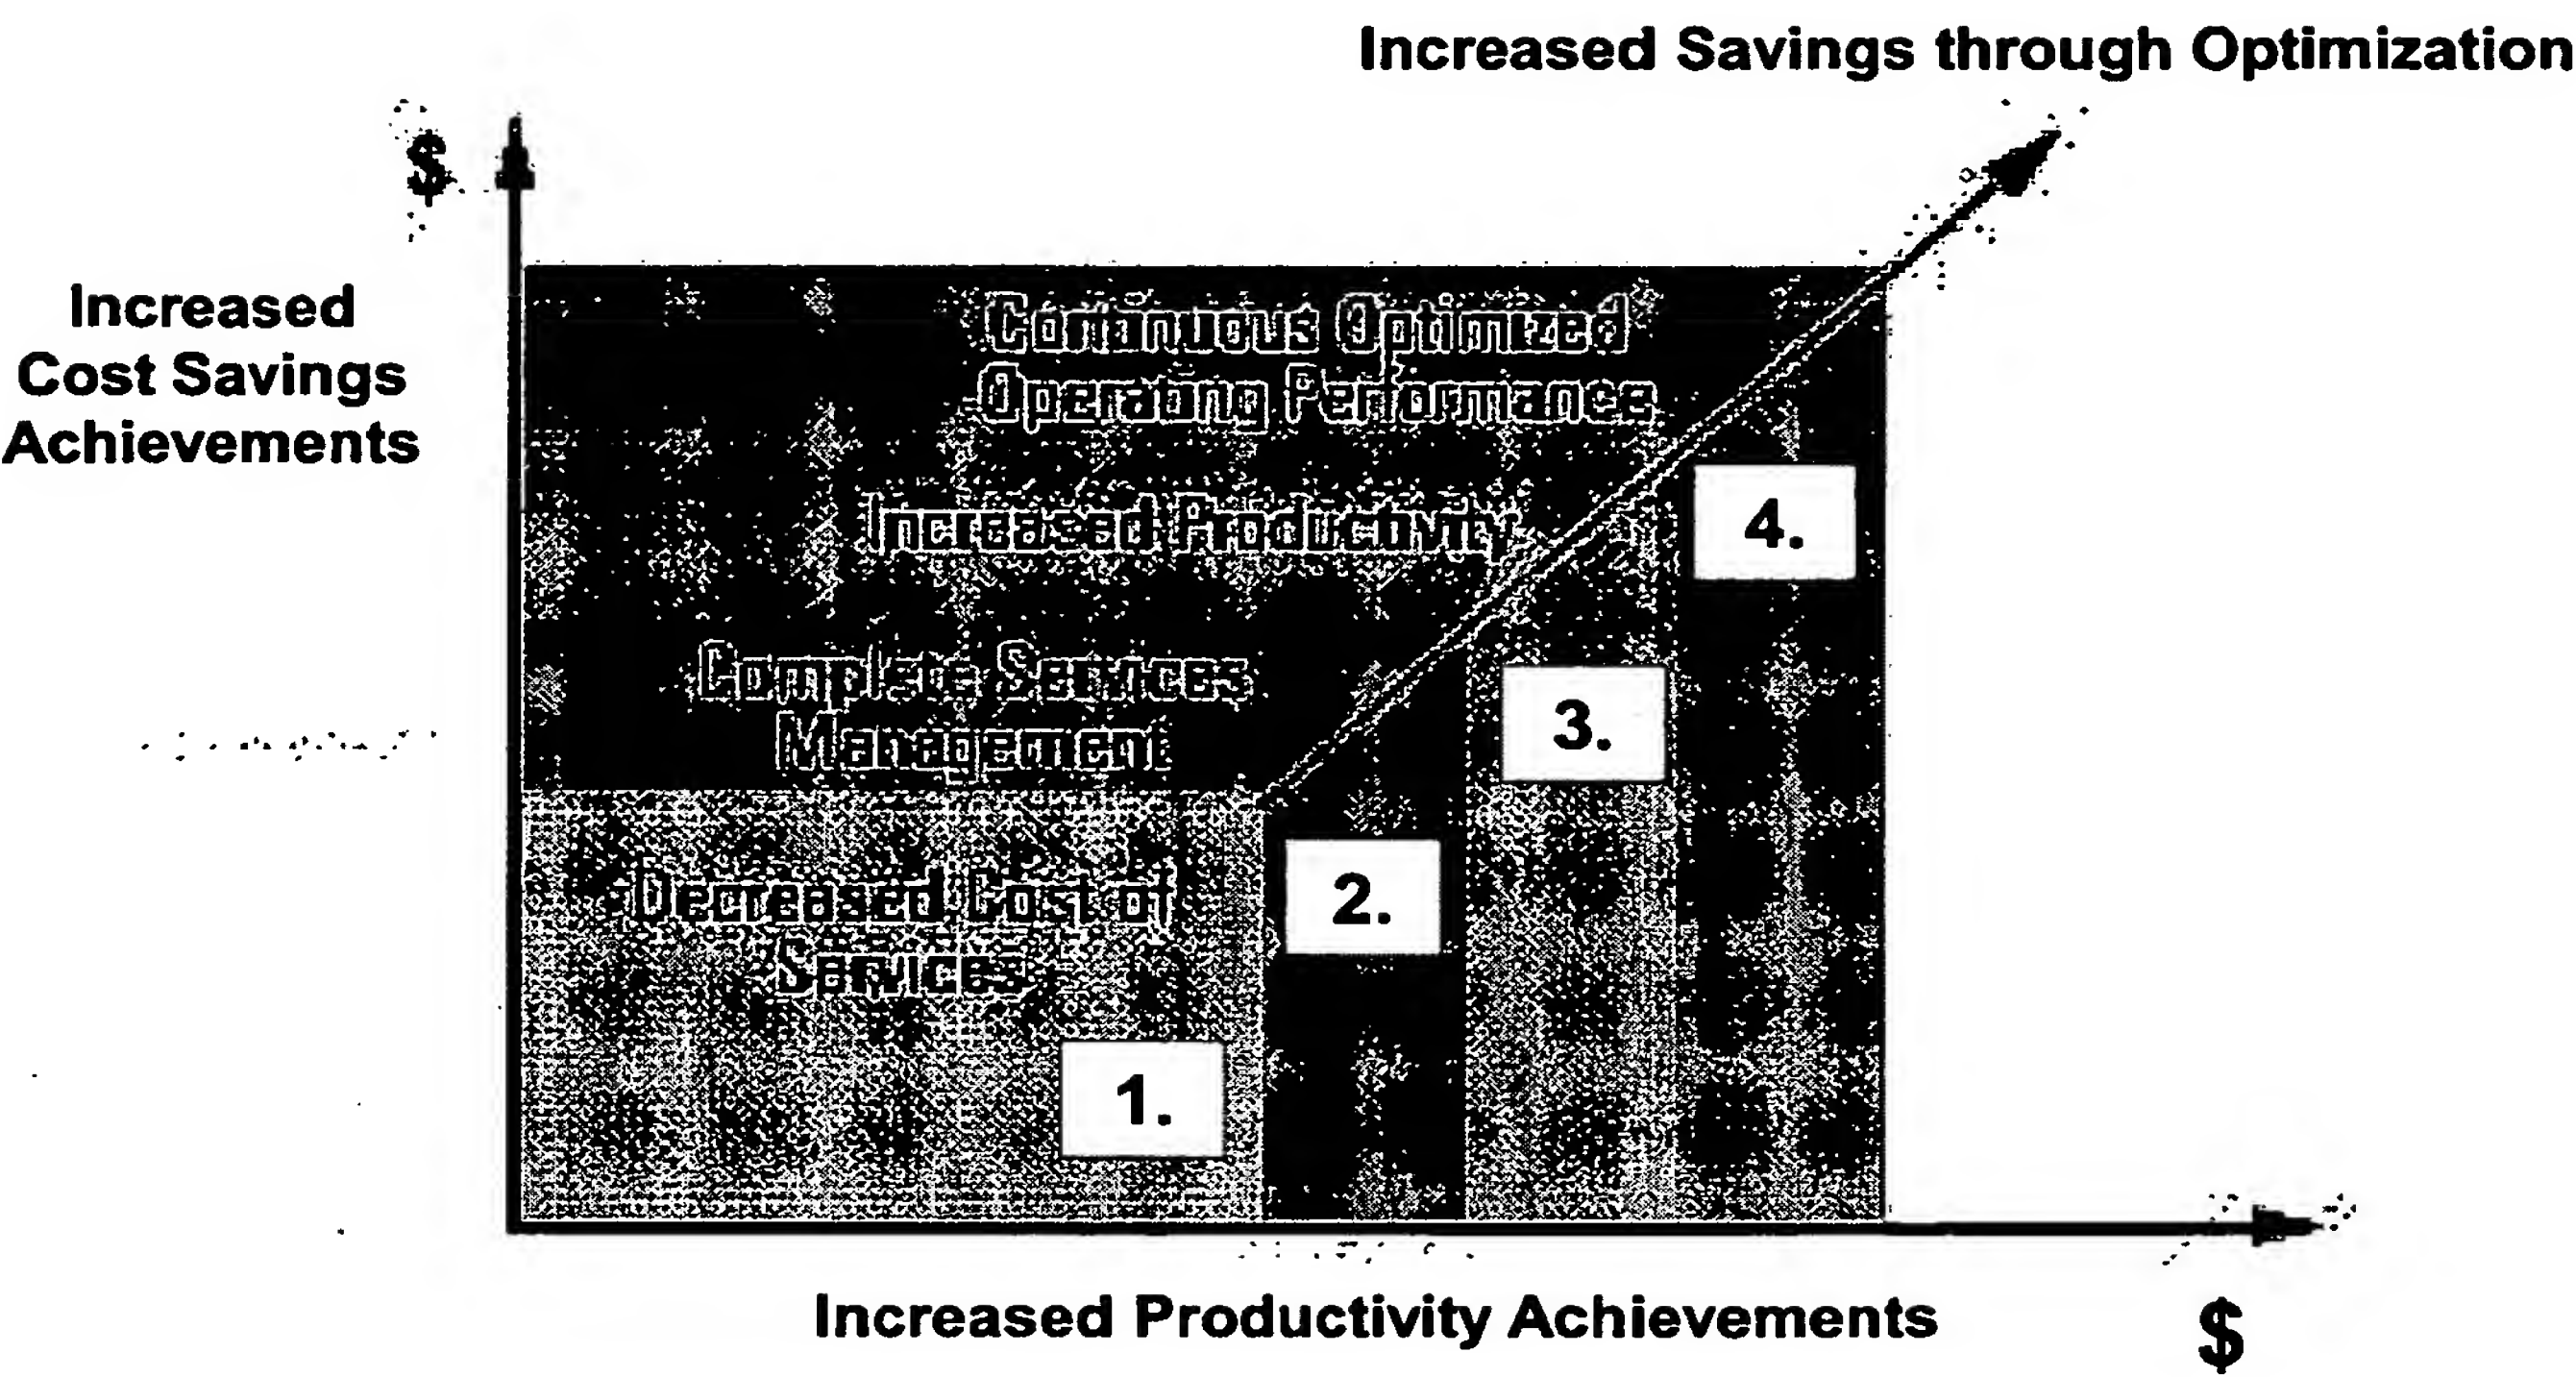 Increased Savings through Optimization
$
Increased
Cost Savings
Achievements
Continuous Optimized
Operating Performance
Increased Productivity
4.
Complete Services
Management
3.
Decreased Cost of
Services
2.
1.
Increased Productivity Achievements
$